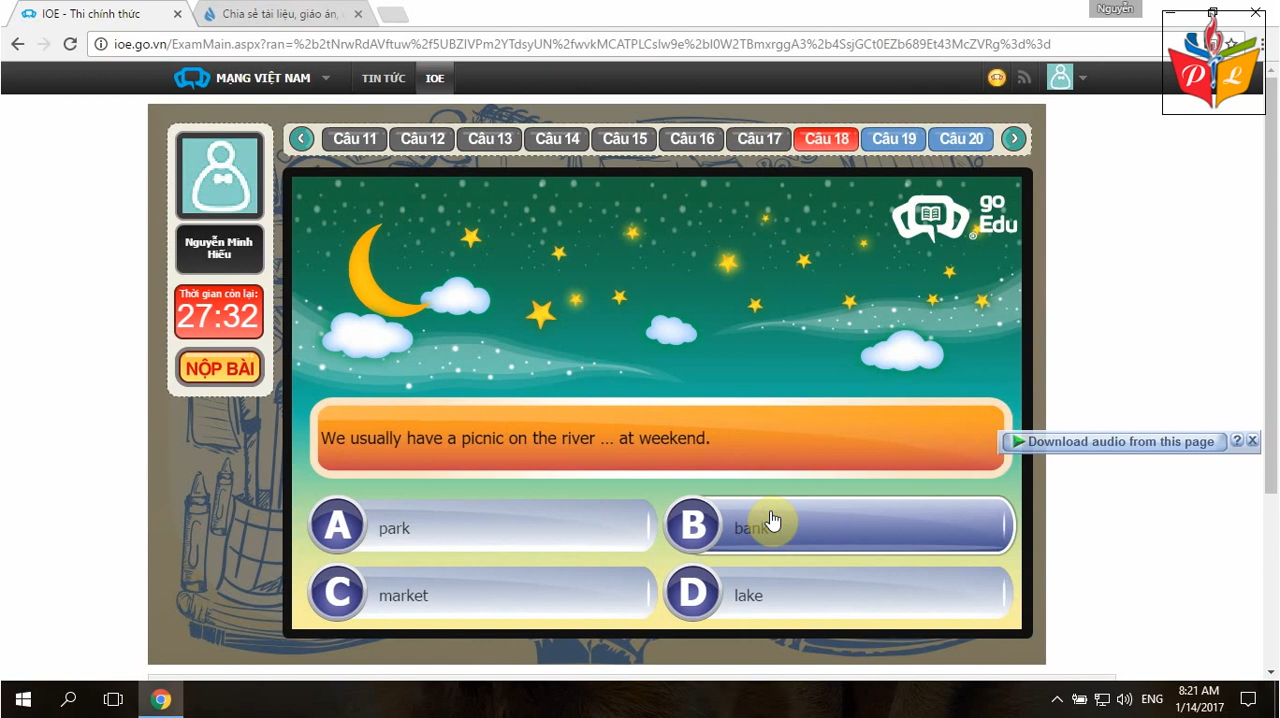 Nguyễn
IOE - Thi chính thức
Chia sẻ tài liệu, giáo án,
ioe.go.vn/ExamMain.aspx?ran=%2b2tNrwRdAVftuw%2f5UBZIVPm2YdsyUN%2fwvkMCATPLCslw9e%2bl0W2TBmxrggA3%2b4SsjGCt0EZb689Et43McZVRg%3d%3d
P L
MẠNG VIỆT NAM
TIN TỨC
IOE
Câu 11
Câu 12
Câu 13
Câu 14
Câu 15
Câu 16
Câu 17
Câu 18
Câu 19
Câu 20
go
Edu
Nguyễn Minh
Hiếu
Thời gian còn lại:
27:32
NỘP BÀI
We usually have a picnic on the river ... at weekend.
Download audio from this page
A park
B bank
C market
D lake
ENG
8:21 AM
1/14/2017